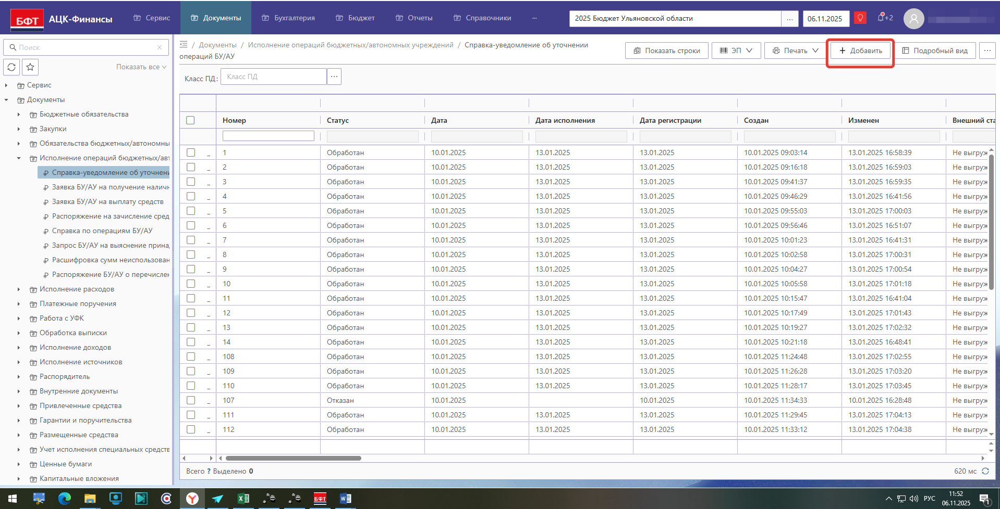 БФТ АЦК-Финансы Сервис Документы Бухгалтерия Бюджет Отчеты Справочники ... 2025 Бюджет Ульяновской области ... 06.11.2025 +2
Поиск
Показать все
Сервис
Документы
Бюджетные обязательства
Закупки
Обязательства бюджетных/автономны
Исполнение операций бюджетных/авт
Справка-уведомление об уточнени
Заявка БУ/АУ на получение наличн
Заявка БУ/АУ на выплату средств
Распоряжение на зачисление сред
Справка по операциям БУ/АУ
Запрос БУ/АУ на выяснение прина
Расшифровка сумм неиспользован
Распоряжение БУ/АУ о перечислен
Исполнение расходов
Платежные поручения
Работа с УФК
Обработка выписки
Исполнение доходов
Исполнение источников
Распорядитель
Внутренние документы
Привлеченные средства
Гарантии и поручительства
Размещенные средства
Учет исполнения специальных средств
Ценные бумаги
Капитальные вложения
/ Документы / Исполнение операций бюджетных/автономных учреждений / Справка-уведомление об уточнении
операций БУ/АУ
Показать строки ЭП Печать + Добавить Подробный вид ...
Класс ПД: Класс ПД ...
Номер Статус Дата Дата исполнения Дата регистрации Создан Изменен Внешний ста
1 Обработан 10.01.2025 13.01.2025 13.01.2025 10.01.2025 09:03:14 13.01.2025 16:58:39 Не выгруж
2 Обработан 10.01.2025 13.01.2025 13.01.2025 10.01.2025 09:16:18 13.01.2025 16:59:03 Не выгруж
3 Обработан 10.01.2025 13.01.2025 13.01.2025 10.01.2025 09:41:37 13.01.2025 16:59:35 Не выгруж
4 Обработан 10.01.2025 13.01.2025 13.01.2025 10.01.2025 09:46:29 13.01.2025 16:41:56 Не выгруж
5 Обработан 10.01.2025 13.01.2025 13.01.2025 10.01.2025 09:55:03 13.01.2025 17:00:03 Не выгруж
6 Обработан 10.01.2025 13.01.2025 13.01.2025 10.01.2025 09:56:46 13.01.2025 16:51:07 Не выгруж
7 Обработан 10.01.2025 13.01.2025 13.01.2025 10.01.2025 10:01:23 13.01.2025 16:41:31 Не выгруж
8 Обработан 10.01.2025 13.01.2025 13.01.2025 10.01.2025 10:02:58 13.01.2025 17:00:31 Не выгруж
9 Обработан 10.01.2025 13.01.2025 13.01.2025 10.01.2025 10:04:27 13.01.2025 17:00:54 Не выгруж
10 Обработан 10.01.2025 13.01.2025 13.01.2025 10.01.2025 10:05:58 13.01.2025 17:01:18 Не выгруж
11 Обработан 10.01.2025 13.01.2025 13.01.2025 10.01.2025 10:15:47 13.01.2025 16:41:04 Не выгруж
12 Обработан 10.01.2025 13.01.2025 13.01.2025 10.01.2025 10:17:49 13.01.2025 17:01:43 Не выгруж
13 Обработан 10.01.2025 13.01.2025 13.01.2025 10.01.2025 10:19:27 13.01.2025 17:02:32 Не выгруж
14 Обработан 10.01.2025 13.01.2025 13.01.2025 10.01.2025 10:21:18 13.01.2025 16:48:41 Не выгруж
108 Обработан 10.01.2025 13.01.2025 13.01.2025 10.01.2025 11:24:48 13.01.2025 17:02:55 Не выгруж
109 Обработан 10.01.2025 13.01.2025 13.01.2025 10.01.2025 11:26:28 13.01.2025 17:03:20 Не выгруж
110 Обработан 10.01.2025 13.01.2025 13.01.2025 10.01.2025 11:28:17 13.01.2025 17:03:45 Не выгруж
107 Отказан 10.01.2025 10.01.2025 10.01.2025 11:34:33 10.01.2025 16:28:48 Не выгруж
111 Обработан 10.01.2025 13.01.2025 13.01.2025 10.01.2025 11:29:45 13.01.2025 17:04:13 Не выгруж
112 Обработан 10.01.2025 13.01.2025 13.01.2025 10.01.2025 11:33:12 13.01.2025 17:04:38 Не выгруж
Всего ? Выделено 0 620 мс
БФТ РУС 11:52
06.11.2025 1